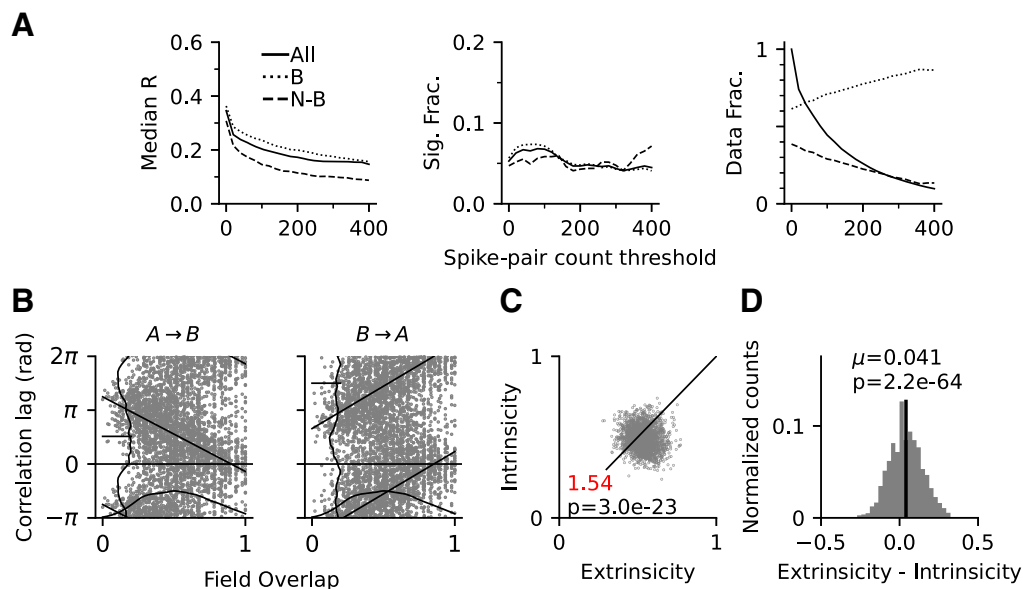 A
0.6
0.4
0.2
0.0
Median R
All
B
N-B
0
200
400
0.2
0.1
0.0
Sig. Frac.
0
200
400
1
0
Data Frac.
0
200
400
Spike-pair count threshold
B
A → B
B → A
Correlation lag (rad)
2π
π
0
−π
0
1
0
1
Field Overlap
C
1
0
Intrinsicity
1.54
p=3.0e-23
0
1
Extrinsicity
D
Normalized counts
0.1
0
μ=0.041
p=2.2e-64
−0.5
0.0
0.5
Extrinsicity - Intrinsicity